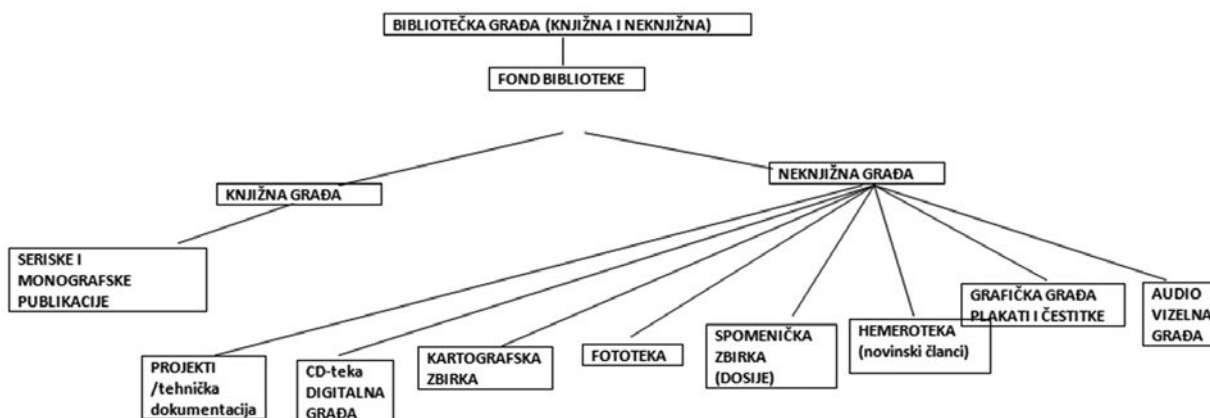 BIBLIOTEČKA GRAĐA (KNJIŽNA I NEKNJIŽNA)
FOND BIBLIOTEKE
KNJIŽNA GRAĐA
NEKNJIŽNA GRAĐA
SERISKE I
MONOGRAFSKE
PUBLIKACIJE
PROJEKTI
/tehnička
dokumentacija
CD-teka
DIGITALNA
GRAĐA
KARTOGRAFSKA
ZBIRKA
FOTOTEKA
SPOMENIČKA
ZBIRKA
(DOSIJE)
HEMEROTEKA
(novinski članci)
GRAFIČKA GRAĐA
PLAKATI I ČESTITKE
AUDIO
VIZELNA
GRAĐA